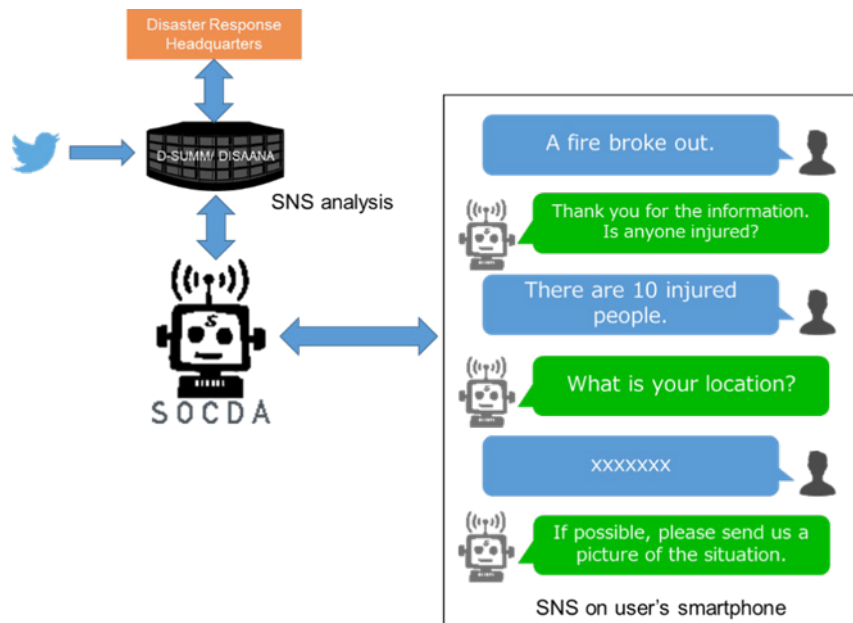 Disaster Response
Headquarters
D-SUMM/ DISAANA
SNS analysis
S
SOCDA
A fire broke out.
Thank you for the information.
Is anyone injured?
There are 10 injured
people.
What is your location?
xxxxxxx
If possible, please send us a
picture of the situation.
SNS on user's smartphone